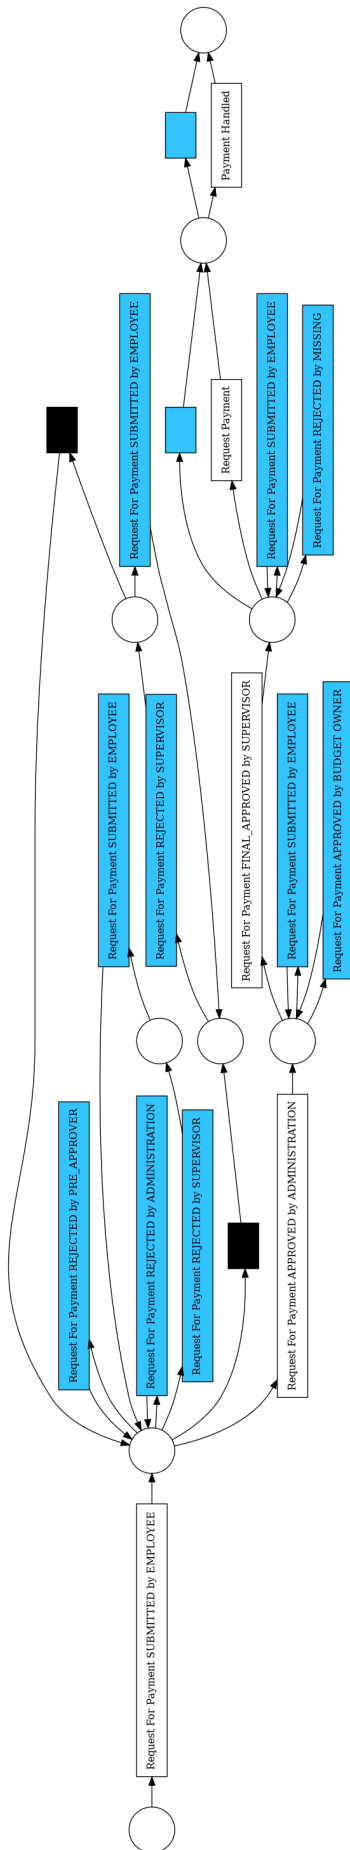 Payment Handled
Request For Payment SUBMITTED by EMPLOYEE
Request Payment
Request For Payment SUBMITTED by EMPLOYEE
Request For Payment REJECTED by MISSING
Request For Payment SUBMITTED by EMPLOYEE
Request For Payment REJECTED by SUPERVISOR
Request For Payment FINAL_APPROVED by SUPERVISOR
Request For Payment SUBMITTED by EMPLOYEE
Request For Payment APPROVED by BUDGET OWNER
Request For Payment REJECTED by PRE_APPROVER
Request For Payment REJECTED by ADMINISTRATION
Request For Payment REJECTED by SUPERVISOR
Request For Payment APPROVED by ADMINISTRATION
Request For Payment SUBMITTED by EMPLOYEE